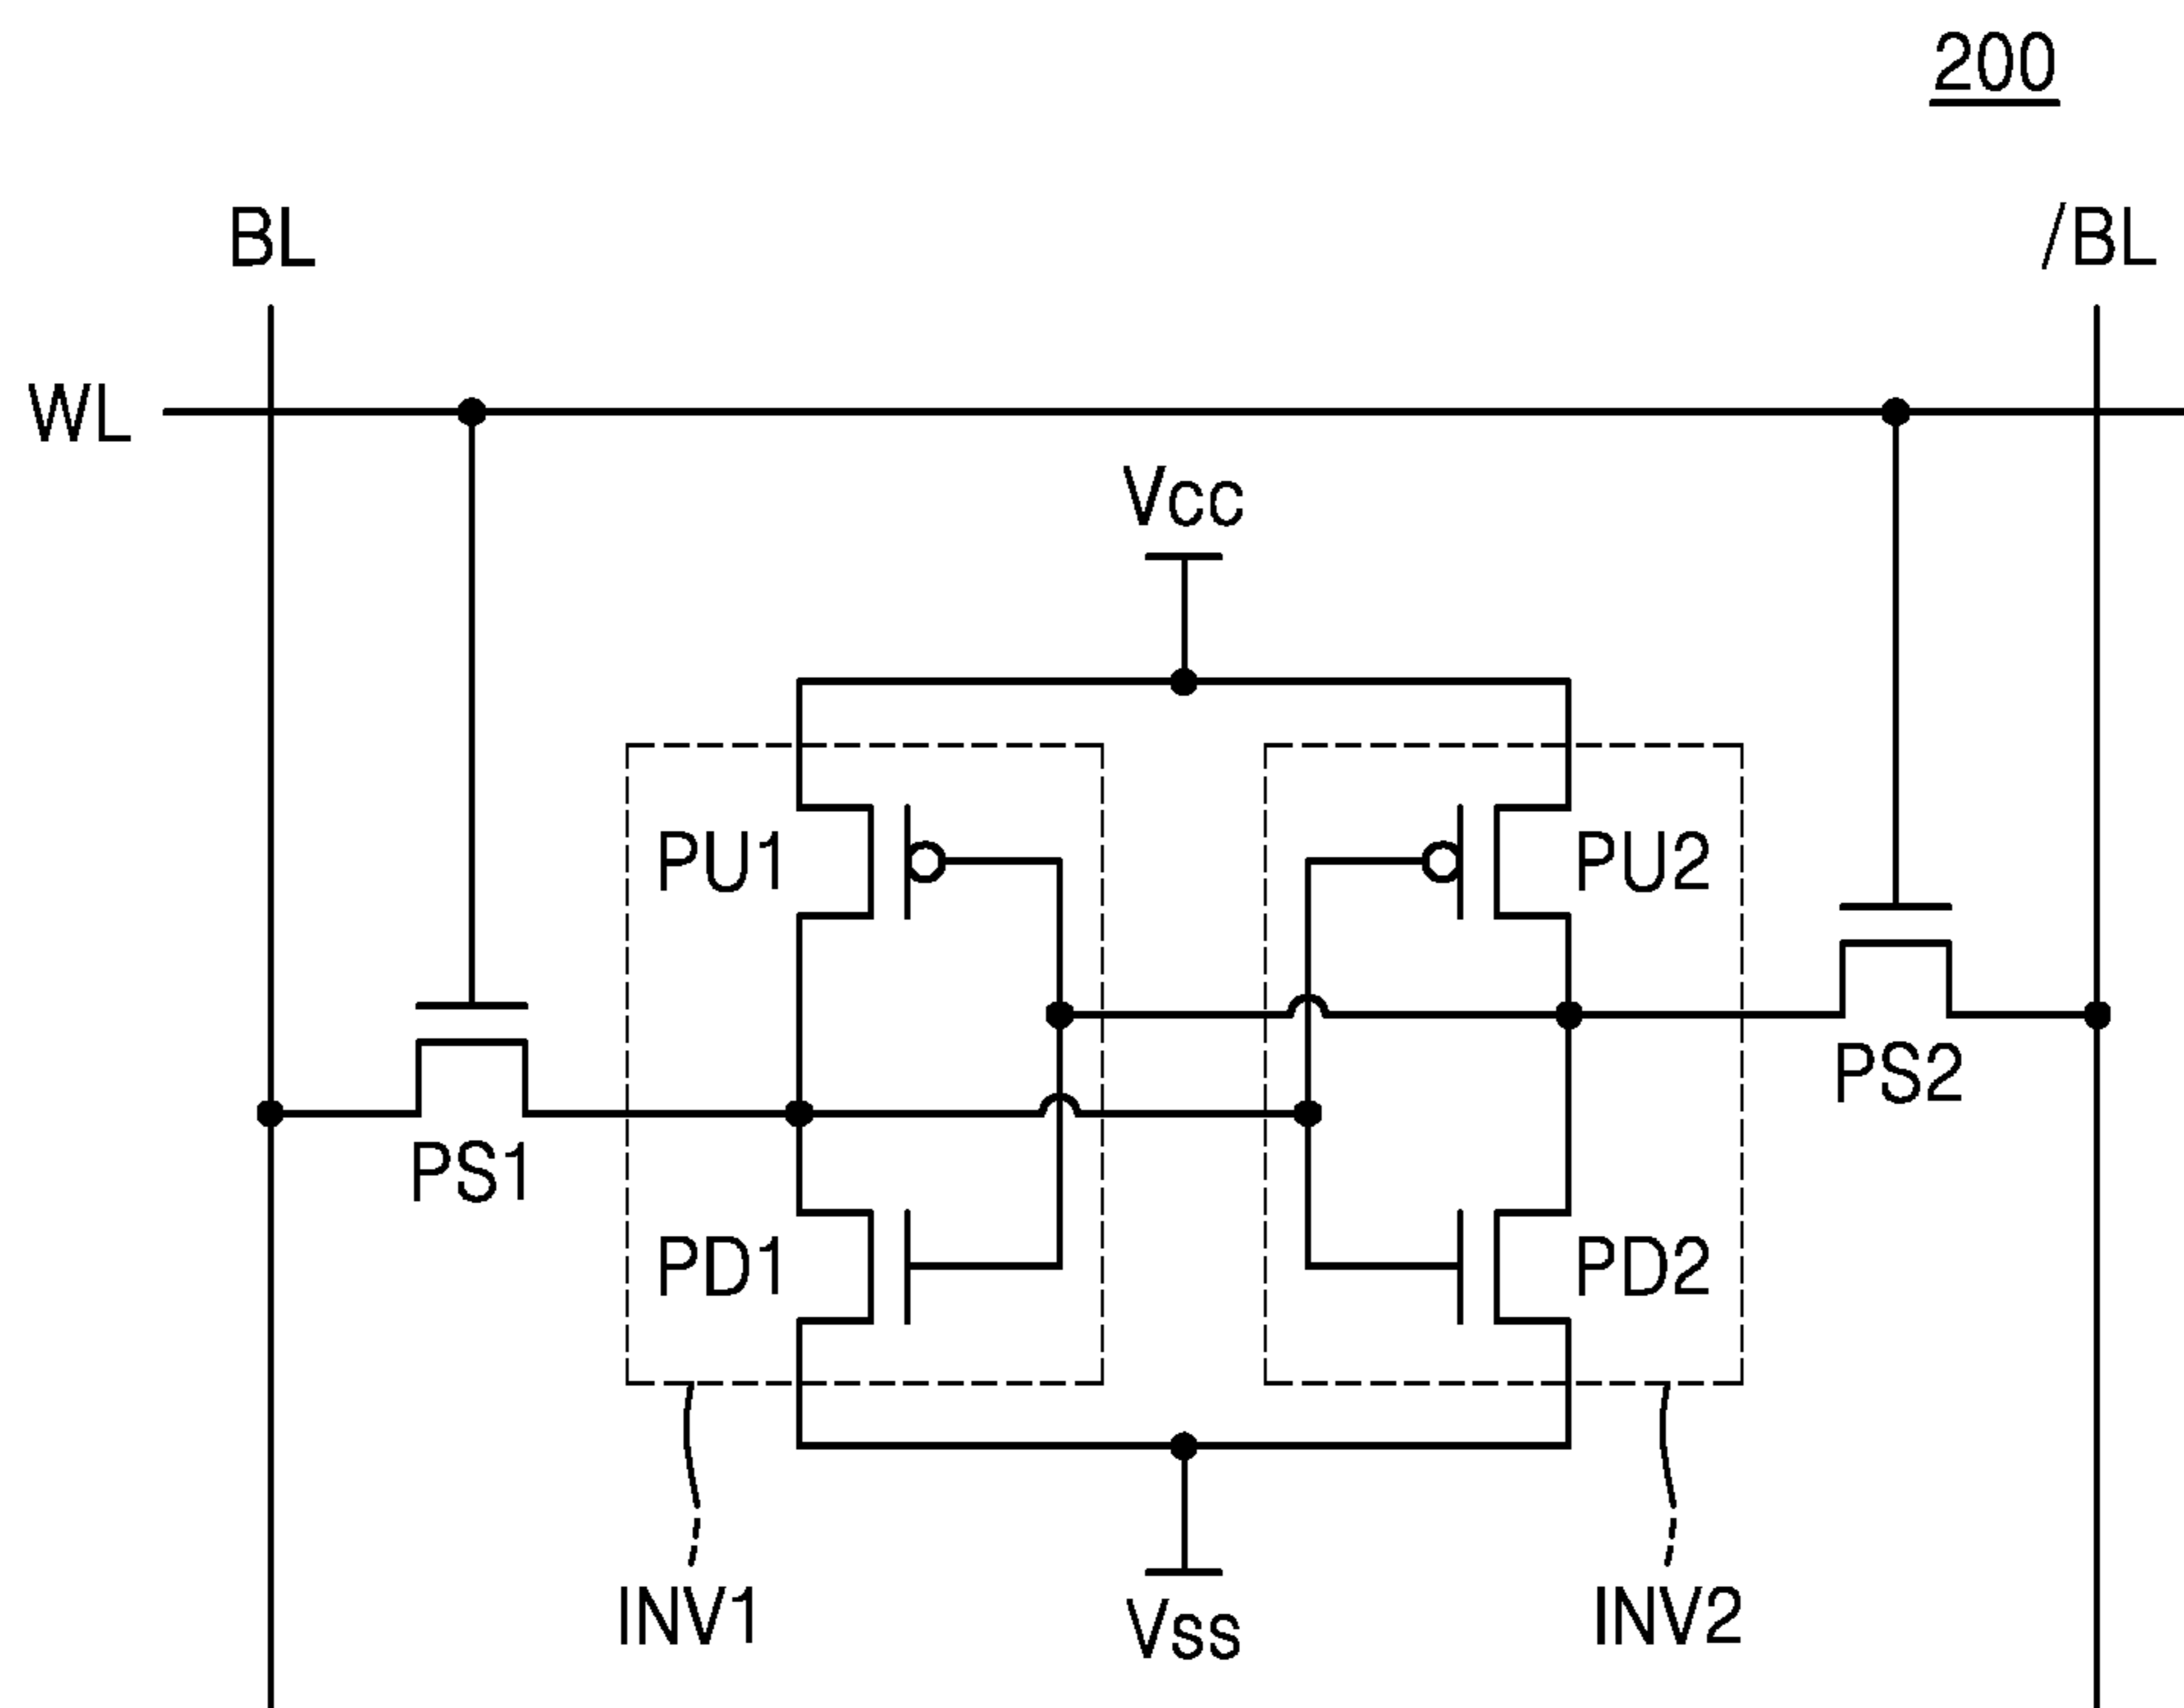 200
BL
/BL
WL
Vcc
PU1
PU2
PS2
PS1
PD1
PD2
INV1
Vss
INV2